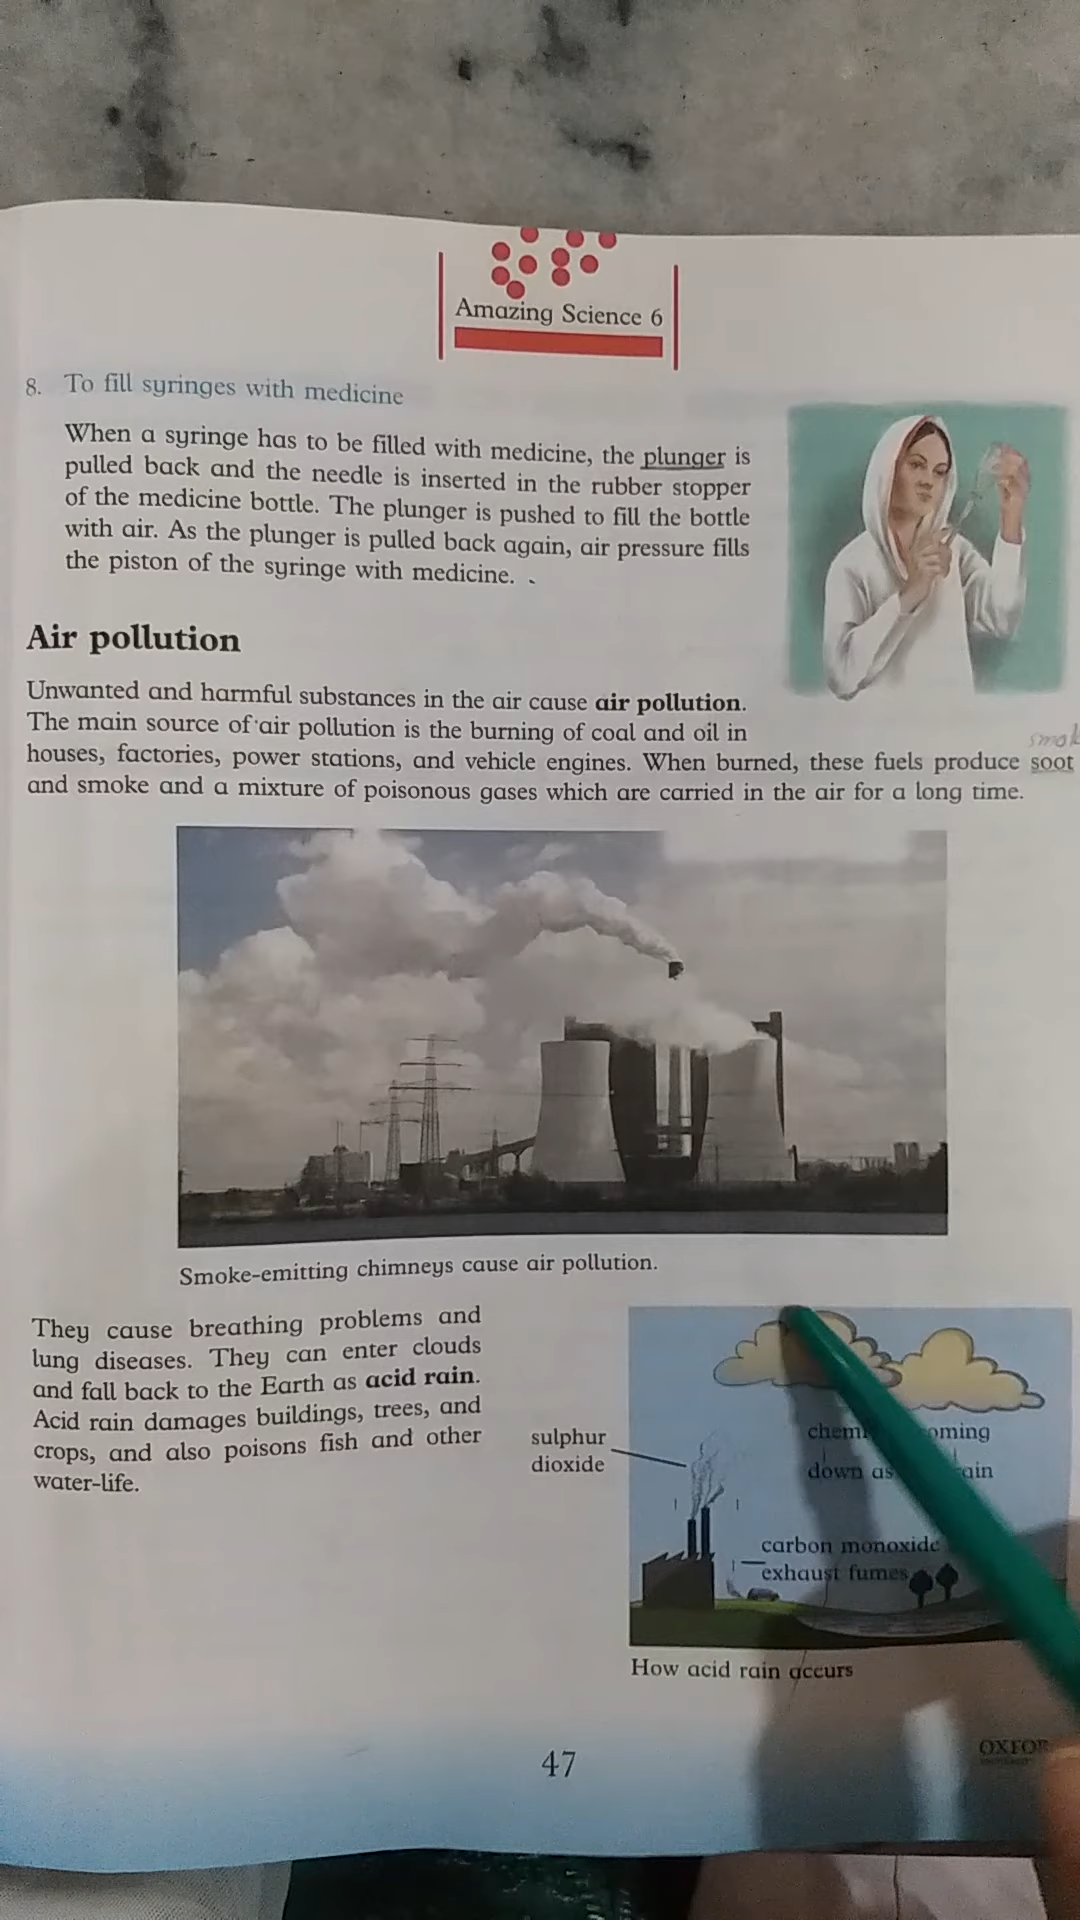 Amazing Science 6
8. To fill syringes with medicine
When a syringe has to be filled with medicine, the plunger is
pulled back and the needle is inserted in the rubber stopper
of the medicine bottle. The plunger is pushed to fill the bottle
with air. As the plunger is pulled back again, air pressure fills
the piston of the syringe with medicine.
Air pollution
Unwanted and harmful substances in the air cause air pollution.
The main source of air pollution is the burning of coal and oil in
smok
houses, factories, power stations, and vehicle engines. When burned, these fuels produce soot
and smoke and a mixture of poisonous gases which are carried in the air for a long time.
Smoke-emitting chimneys cause air pollution.
They cause breathing problems and
lung diseases. They can enter clouds
and fall back to the Earth as acid rain.
Acid rain damages buildings, trees, and
crops, and also poisons fish and other
water-life.
sulphur
dioxide
chem oming
down as ain
carbon monoxide
exhaust fumes
How acid rain occurs
47
OXFOR